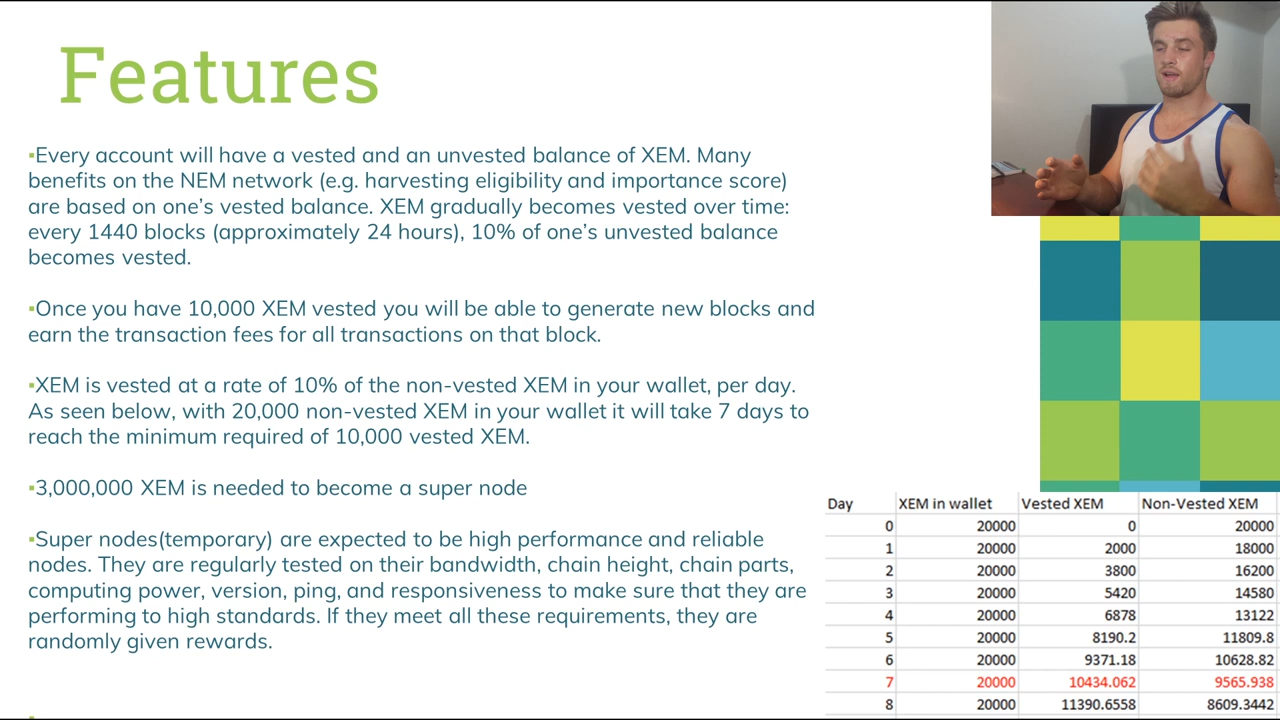 Features
▪Every account will have a vested and an unvested balance of XEM. Many
benefits on the NEM network (e.g. harvesting eligibility and importance score)
are based on one’s vested balance. XEM gradually becomes vested over time:
every 1440 blocks (approximately 24 hours), 10% of one’s unvested balance
becomes vested.
▪Once you have 10,000 XEM vested you will be able to generate new blocks and
earn the transaction fees for all transactions on that block.
▪XEM is vested at a rate of 10% of the non-vested XEM in your wallet, per day.
As seen below, with 20,000 non-vested XEM in your wallet it will take 7 days to
reach the minimum required of 10,000 vested XEM.
▪3,000,000 XEM is needed to become a super node
▪Super nodes(temporary) are expected to be high performance and reliable
nodes. They are regularly tested on their bandwidth, chain height, chain parts,
computing power, version, ping, and responsiveness to make sure that they are
performing to high standards. If they meet all these requirements, they are
randomly given rewards.
Day XEM in wallet Vested XEM Non-Vested XEM
0 20000 0 20000
1 20000 2000 18000
2 20000 3800 16200
3 20000 5420 14580
4 20000 6878 13122
5 20000 8190.2 11809.8
6 20000 9371.18 10628.82
7 20000 10434.062 9565.938
8 20000 11390.6558 8609.3442